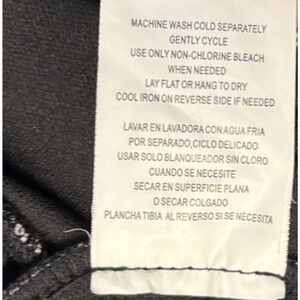 MACHINE WASH COLD SEPARATELY
GENTLY CYCLE
USE ONLY NON-CHLORINE BLEACH
WHEN NEEDED
LAY FLAT OR HANG TO DRY
COOL IRON ON REVERSE SIDE IF NEEDED
LAVAR EN LAVADORA CON AGUA FRIA
POR SEPARADO, CICLO DELICADO
USAR SOLO BLANQUEADOR SIN CLORO
CUANDO SE NECESITE
SECAR EN SUPERFICIE PLANA
O SECAR COLGADO
PLANCHA TIBIA AL REVERSO SI SE NECESITA